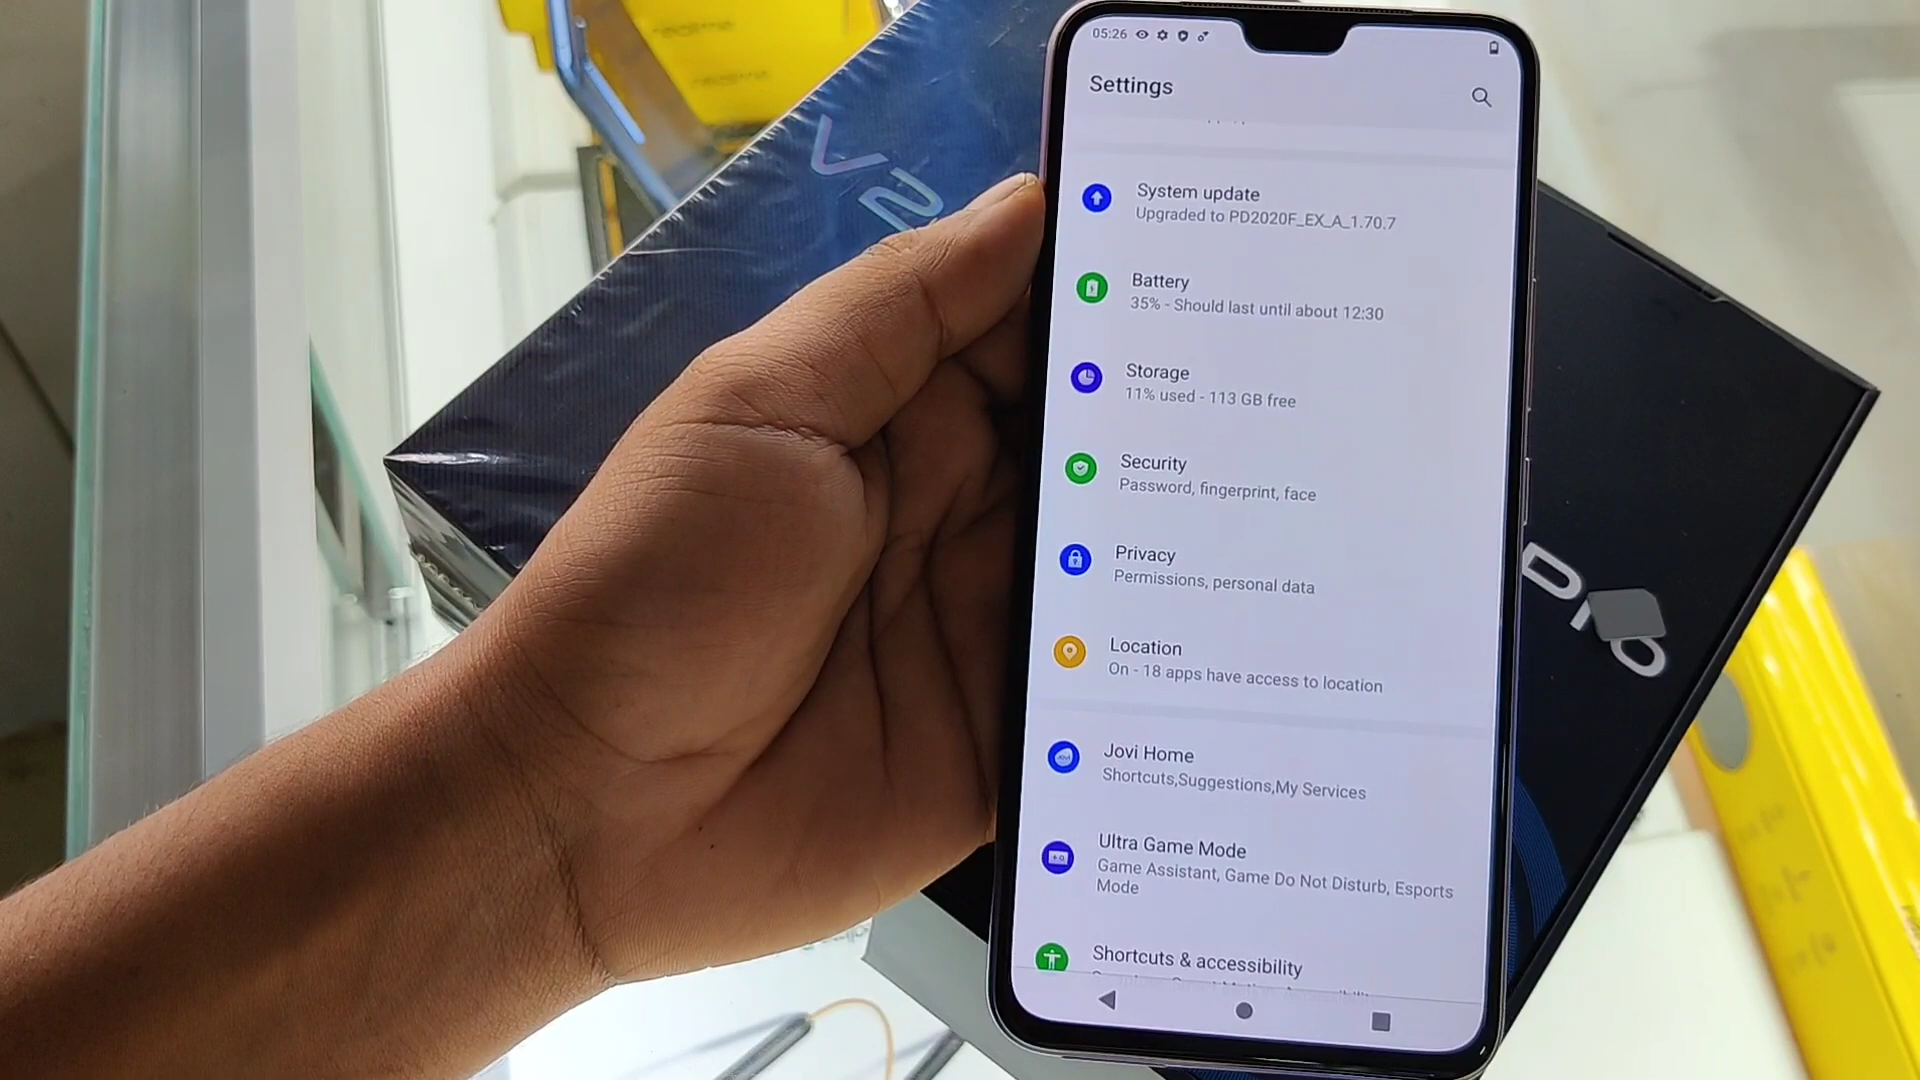 05:26
Settings
System update
Upgraded to PD2020F_EX_A_1.70.7
Battery
35% - Should last until about 12:30
Storage
11% used - 113 GB free
Security
Password, fingerprint, face
Privacy
Permissions, personal data
Location
On - 18 apps have access to location
Jovi Home
Shortcuts,Suggestions,My Services
Ultra Game Mode
Game Assistant, Game Do Not Disturb, Esports
Mode
Shortcuts & accessibility
V2